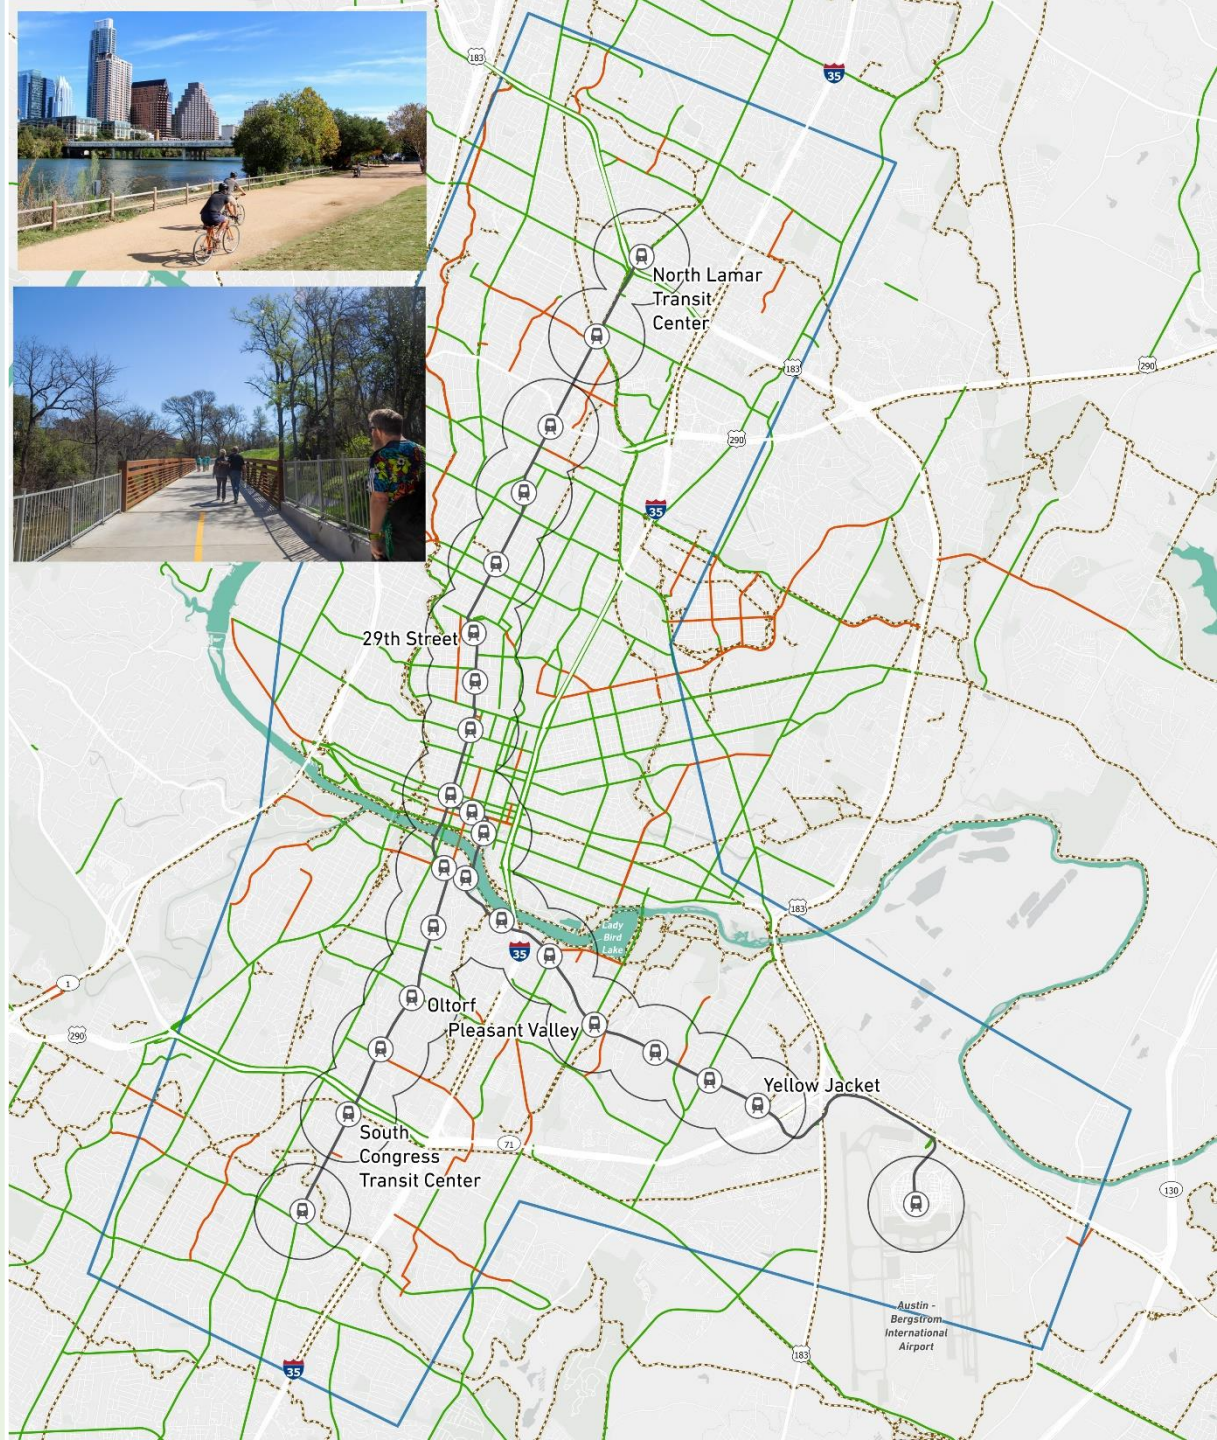 183
35
North Lamar
Transit
Center
183
290
290
35
29th Street
183
Lady
Bird
Lake
35
1
290
Oltorf
Pleasant Valley
Yellow Jacket
South
Congress
Transit Center
71
130
Austin -
Bergstrom
International
Airport
183
35